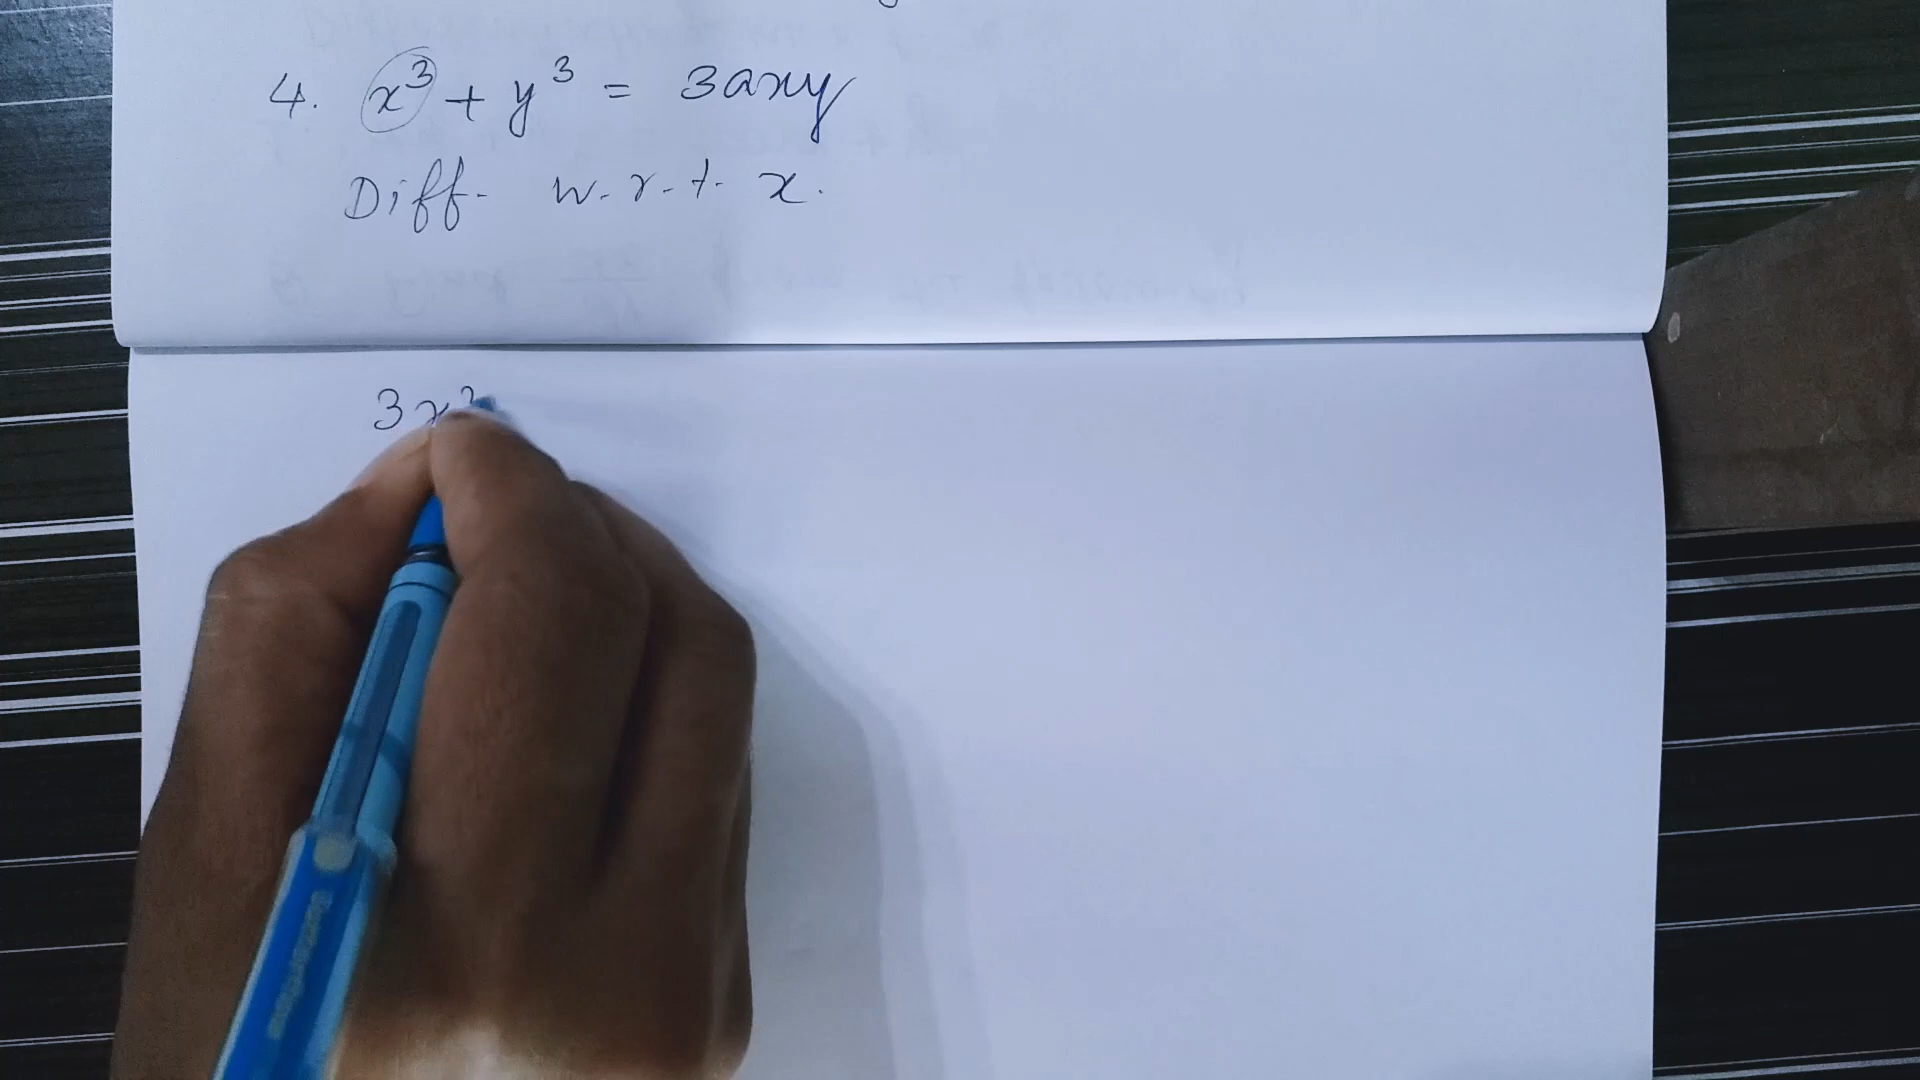 4. x³ + y³ = 3axy
Diff. w.r.t. x.
3x²